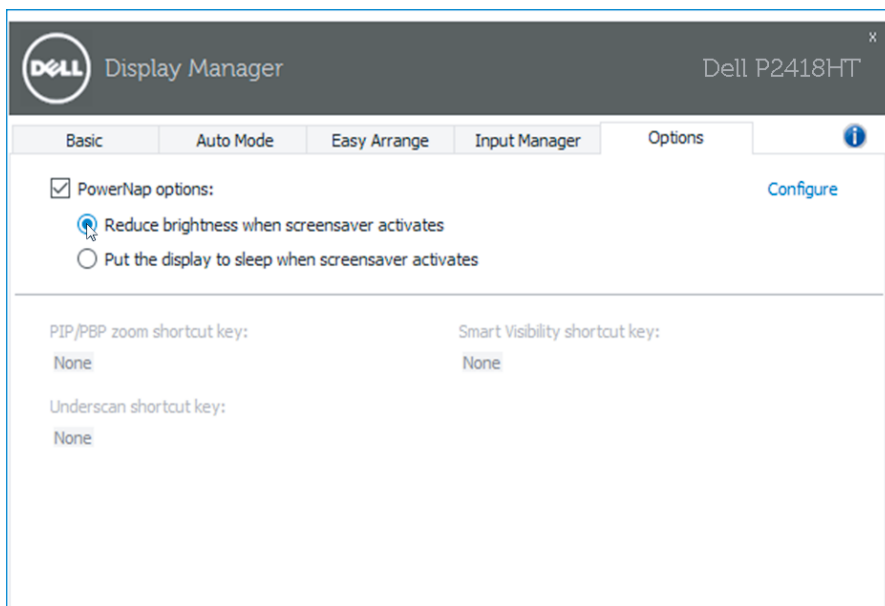 DELL Display Manager Dell P2418HT x
Basic Auto Mode Easy Arrange Input Manager Options i
PowerNap options: Configure
Reduce brightness when screensaver activates
Put the display to sleep when screensaver activates
PIP/PBP zoom shortcut key: Smart Visibility shortcut key:
None None
Underscan shortcut key:
None